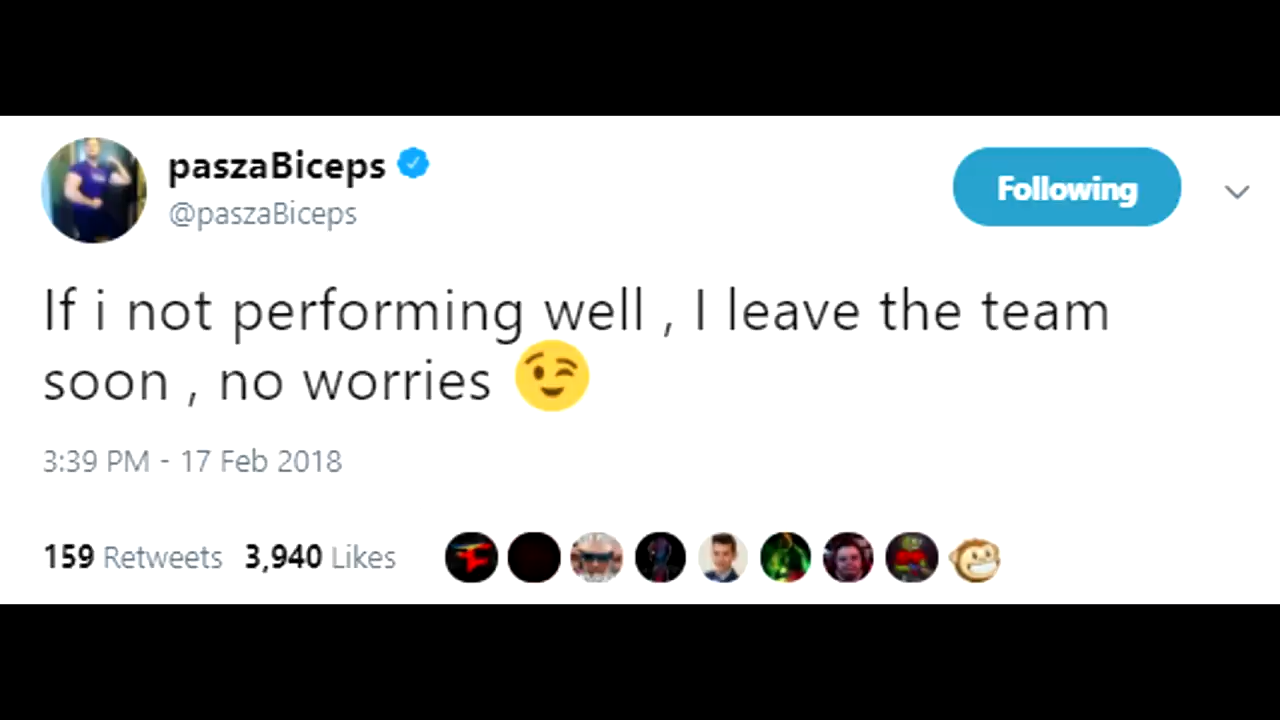 paszaBiceps
@paszaBiceps
Following
If i not performing well , I leave the team
soon , no worries 😉
3:39 PM - 17 Feb 2018
159 Retweets 3,940 Likes